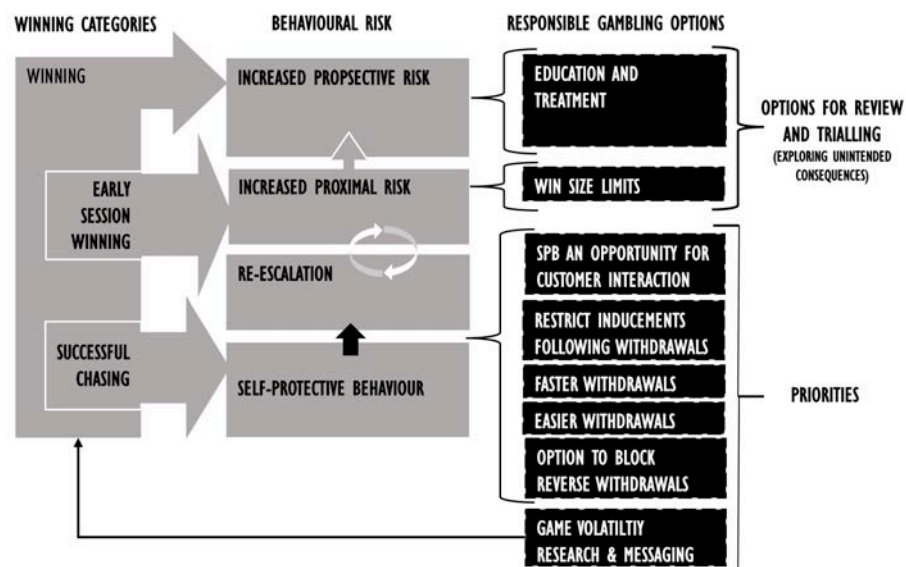 WINNING CATEGORIES
BEHAVIOURAL RISK
RESPONSIBLE GAMBLING OPTIONS
WINNING
EARLY
SESSION
WINNING
SUCCESSFUL
CHASING
INCREASED PROPSECTIVE RISK
INCREASED PROXIMAL RISK
RE-ESCALATION
SELF-PROTECTIVE BEHAVIOUR
EDUCATION AND
TREATMENT
WIN SIZE LIMITS
SPB AN OPPORTUNITY FOR
CUSTOMER INTERACTION
RESTRICT INDUCEMENTS
FOLLOWING WITHDRAWALS
FASTER WITHDRAWALS
EASIER WITHDRAWALS
OPTION TO BLOCK
REVERSE WITHDRAWALS
GAME VOLATILTIY
RESEARCH & MESSAGING
OPTIONS FOR REVIEW
AND TRIALLING
(EXPLORING UNINTENDED
CONSEQUENCES)
PRIORITIES